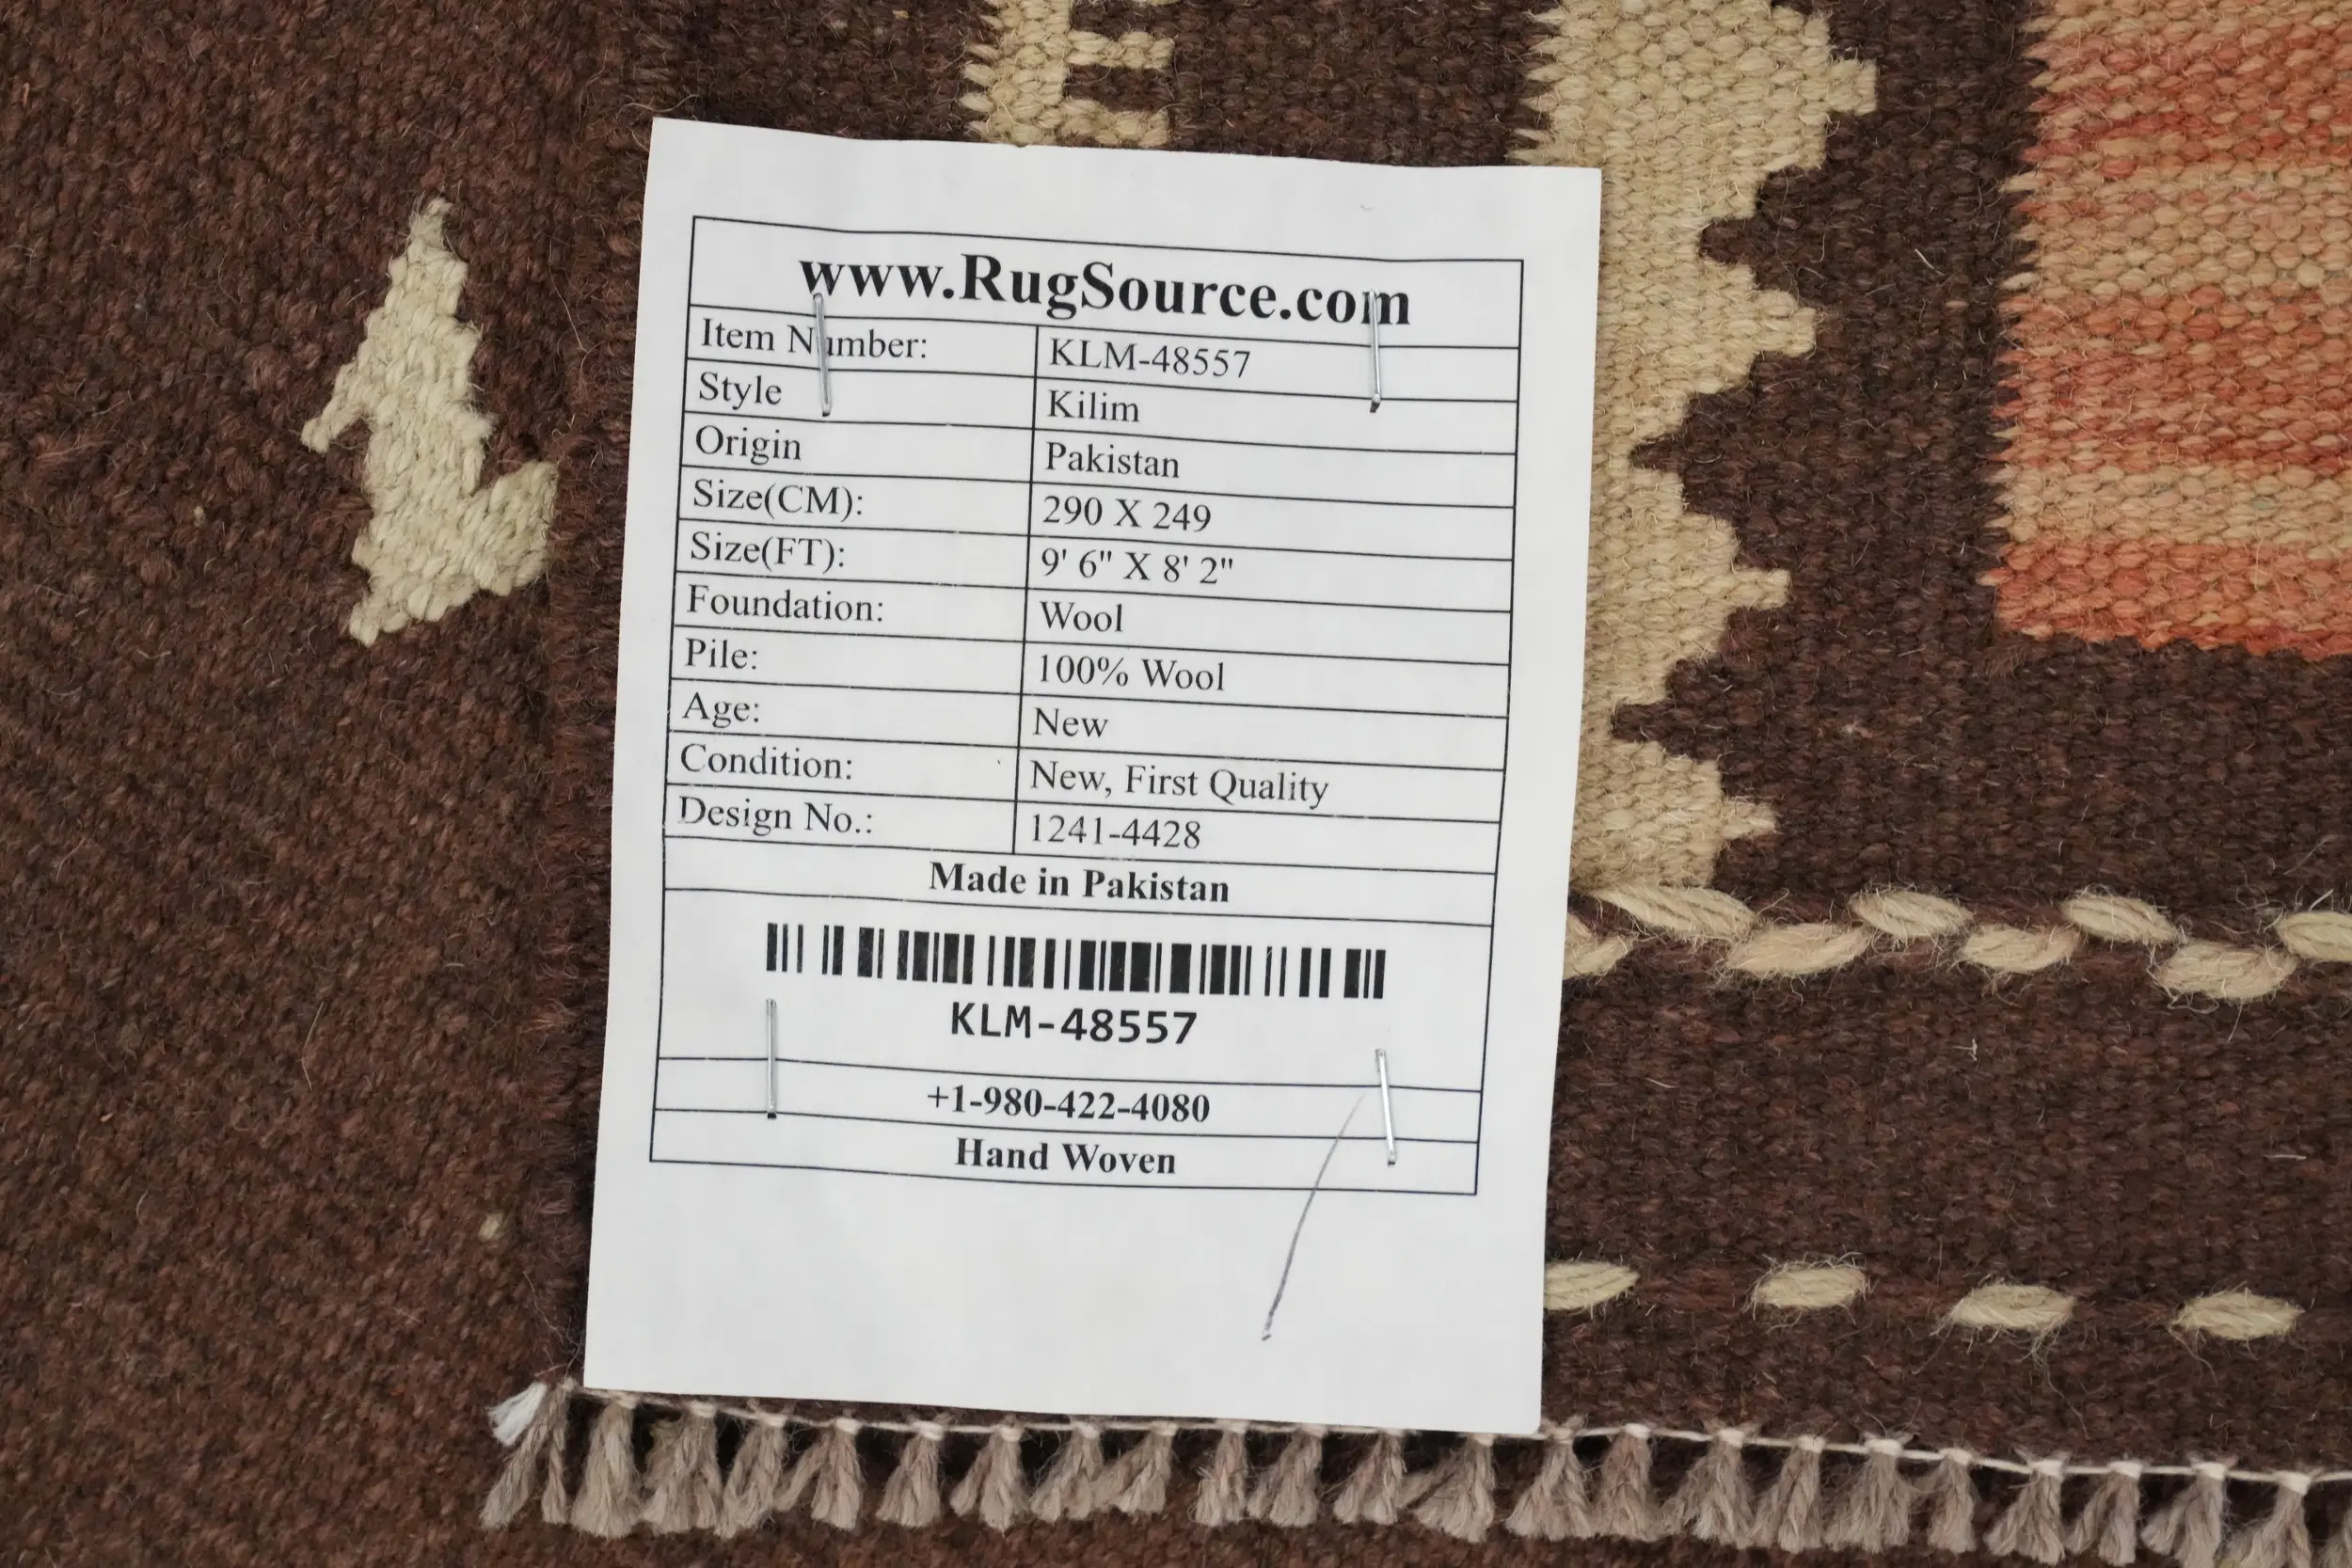 www.RugSource.com
Item Number: KLM-48557
Style Kilim
Origin Pakistan
Size(CM): 290 X 249
Size(FT): 9' 6" X 8' 2"
Foundation: Wool
Pile: 100% Wool
Age: New
Condition: New, First Quality
Design No.: 1241-4428
Made in Pakistan
KLM-48557
+1-980-422-4080
Hand Woven